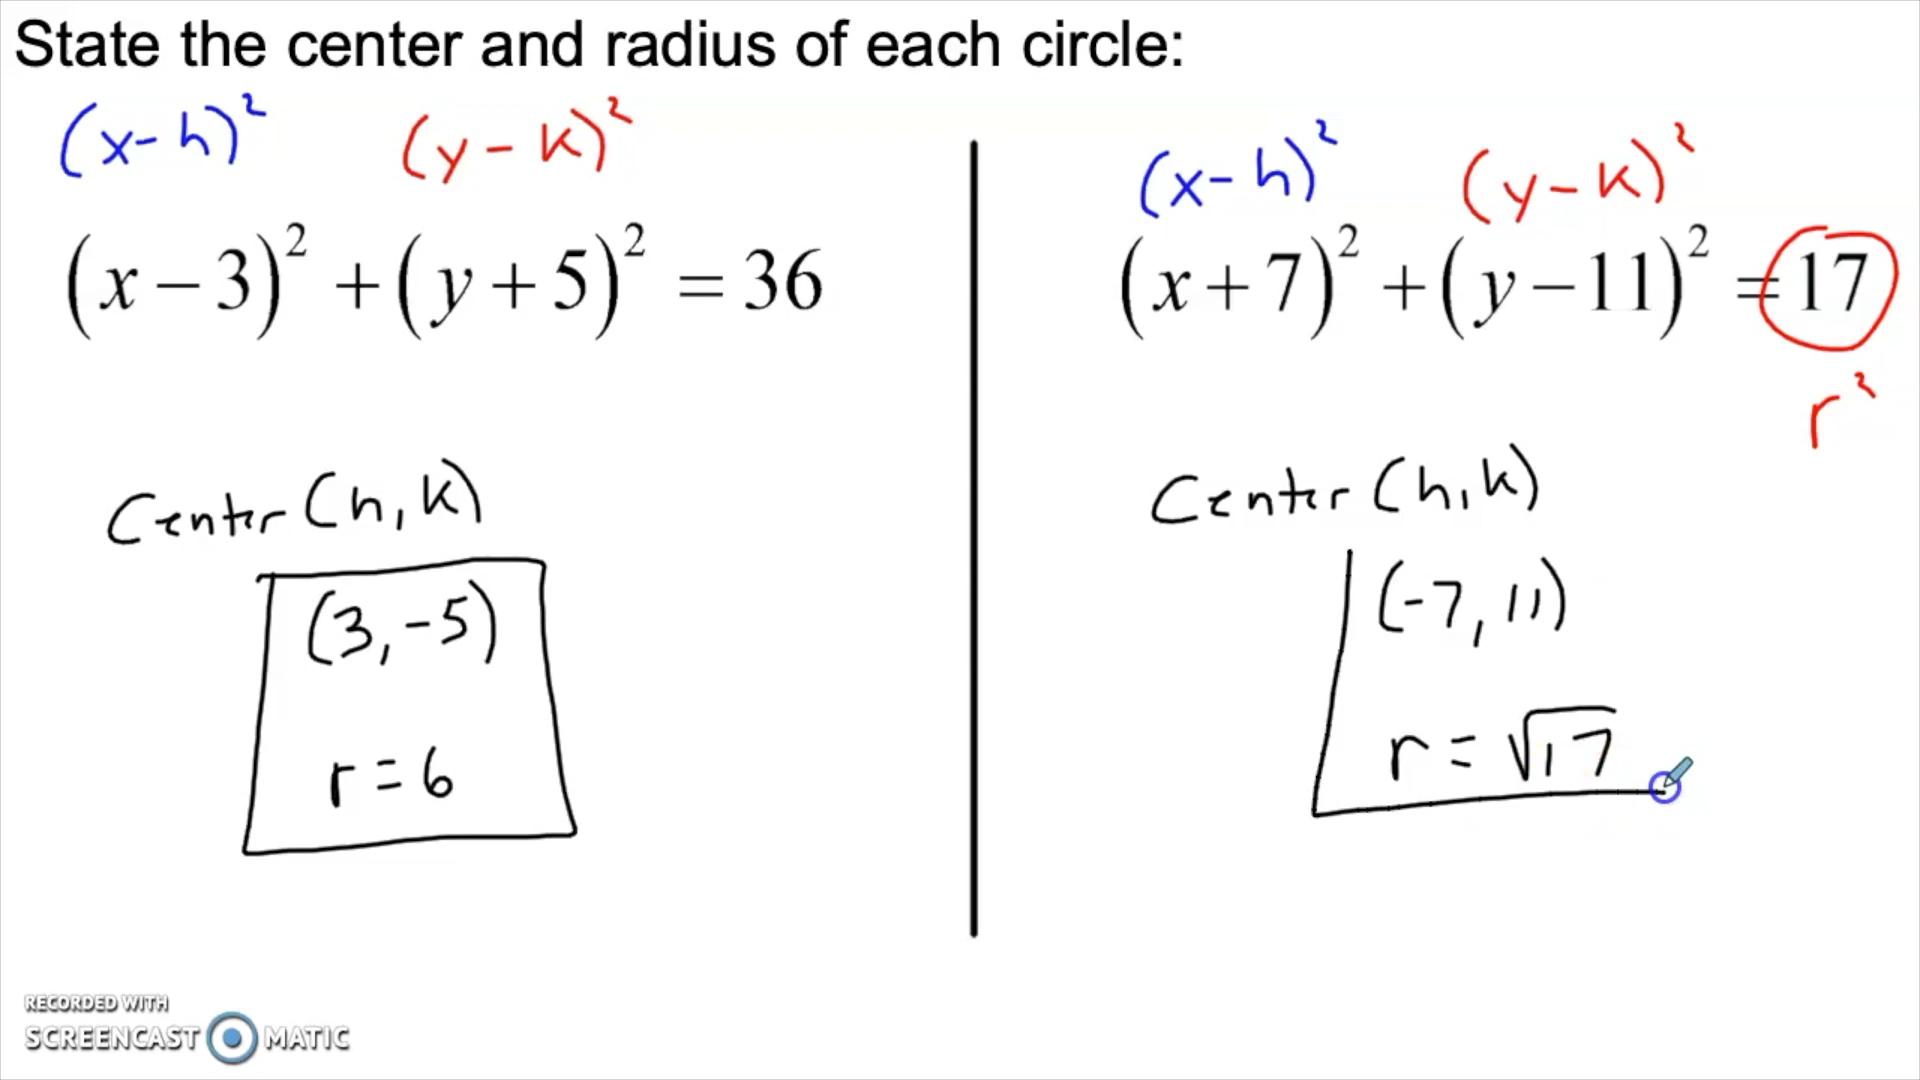 State the center and radius of each circle:
(x-h)² (y-k)²
(x-3)²+(y+5)²=36
Center (h,k)
(3,-5)
r=6
(x-h)² (y-k)²
(x+7)²+(y-11)²=17
r²
Center (h,k)
(-7,11)
r=√17
RECORDED WITH
SCREENCAST MATIC